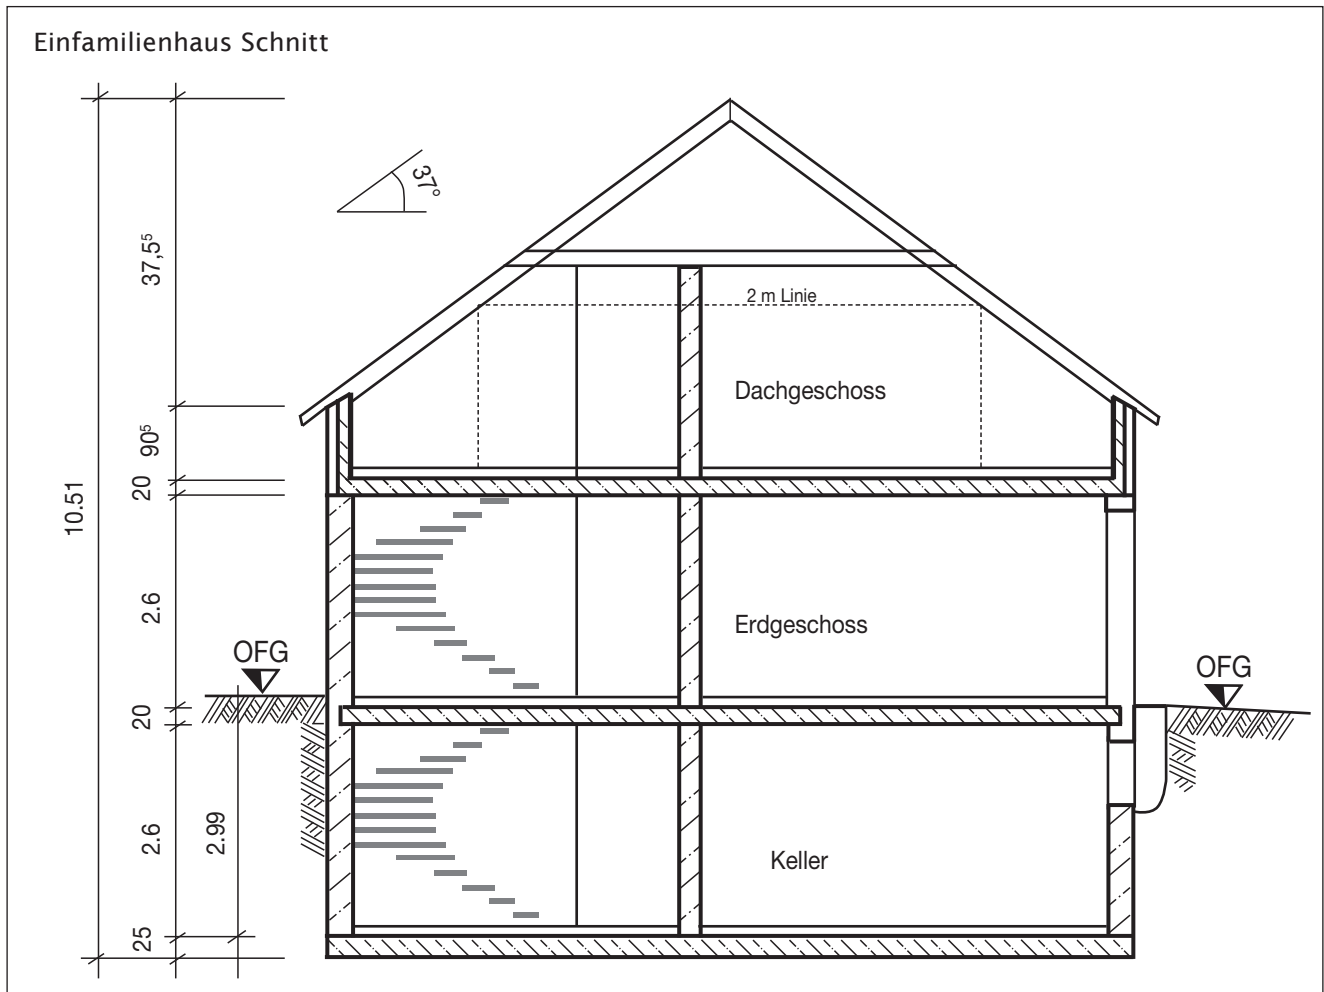 Einfamilienhaus Schnitt
37°
37,5⁵
2 m Linie
Dachgeschoss
90⁵
20
10.51
2.6
Erdgeschoss
OFG
OFG
20
2.6
2.99
Keller
25